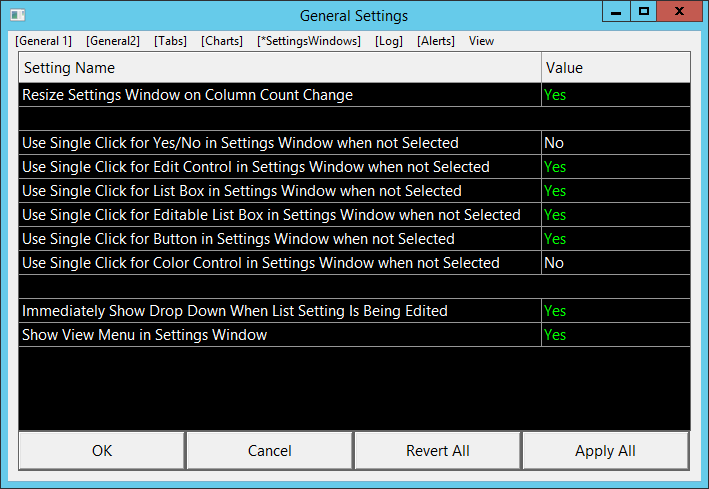 General Settings
[General 1] [General2] [Tabs] [Charts] [*SettingsWindows] [Log] [Alerts] View
Setting Name Value
Resize Settings Window on Column Count Change Yes
Use Single Click for Yes/No in Settings Window when not Selected No
Use Single Click for Edit Control in Settings Window when not Selected Yes
Use Single Click for List Box in Settings Window when not Selected Yes
Use Single Click for Editable List Box in Settings Window when not Selected Yes
Use Single Click for Button in Settings Window when not Selected Yes
Use Single Click for Color Control in Settings Window when not Selected No
Immediately Show Drop Down When List Setting Is Being Edited Yes
Show View Menu in Settings Window Yes
OK Cancel Revert All Apply All